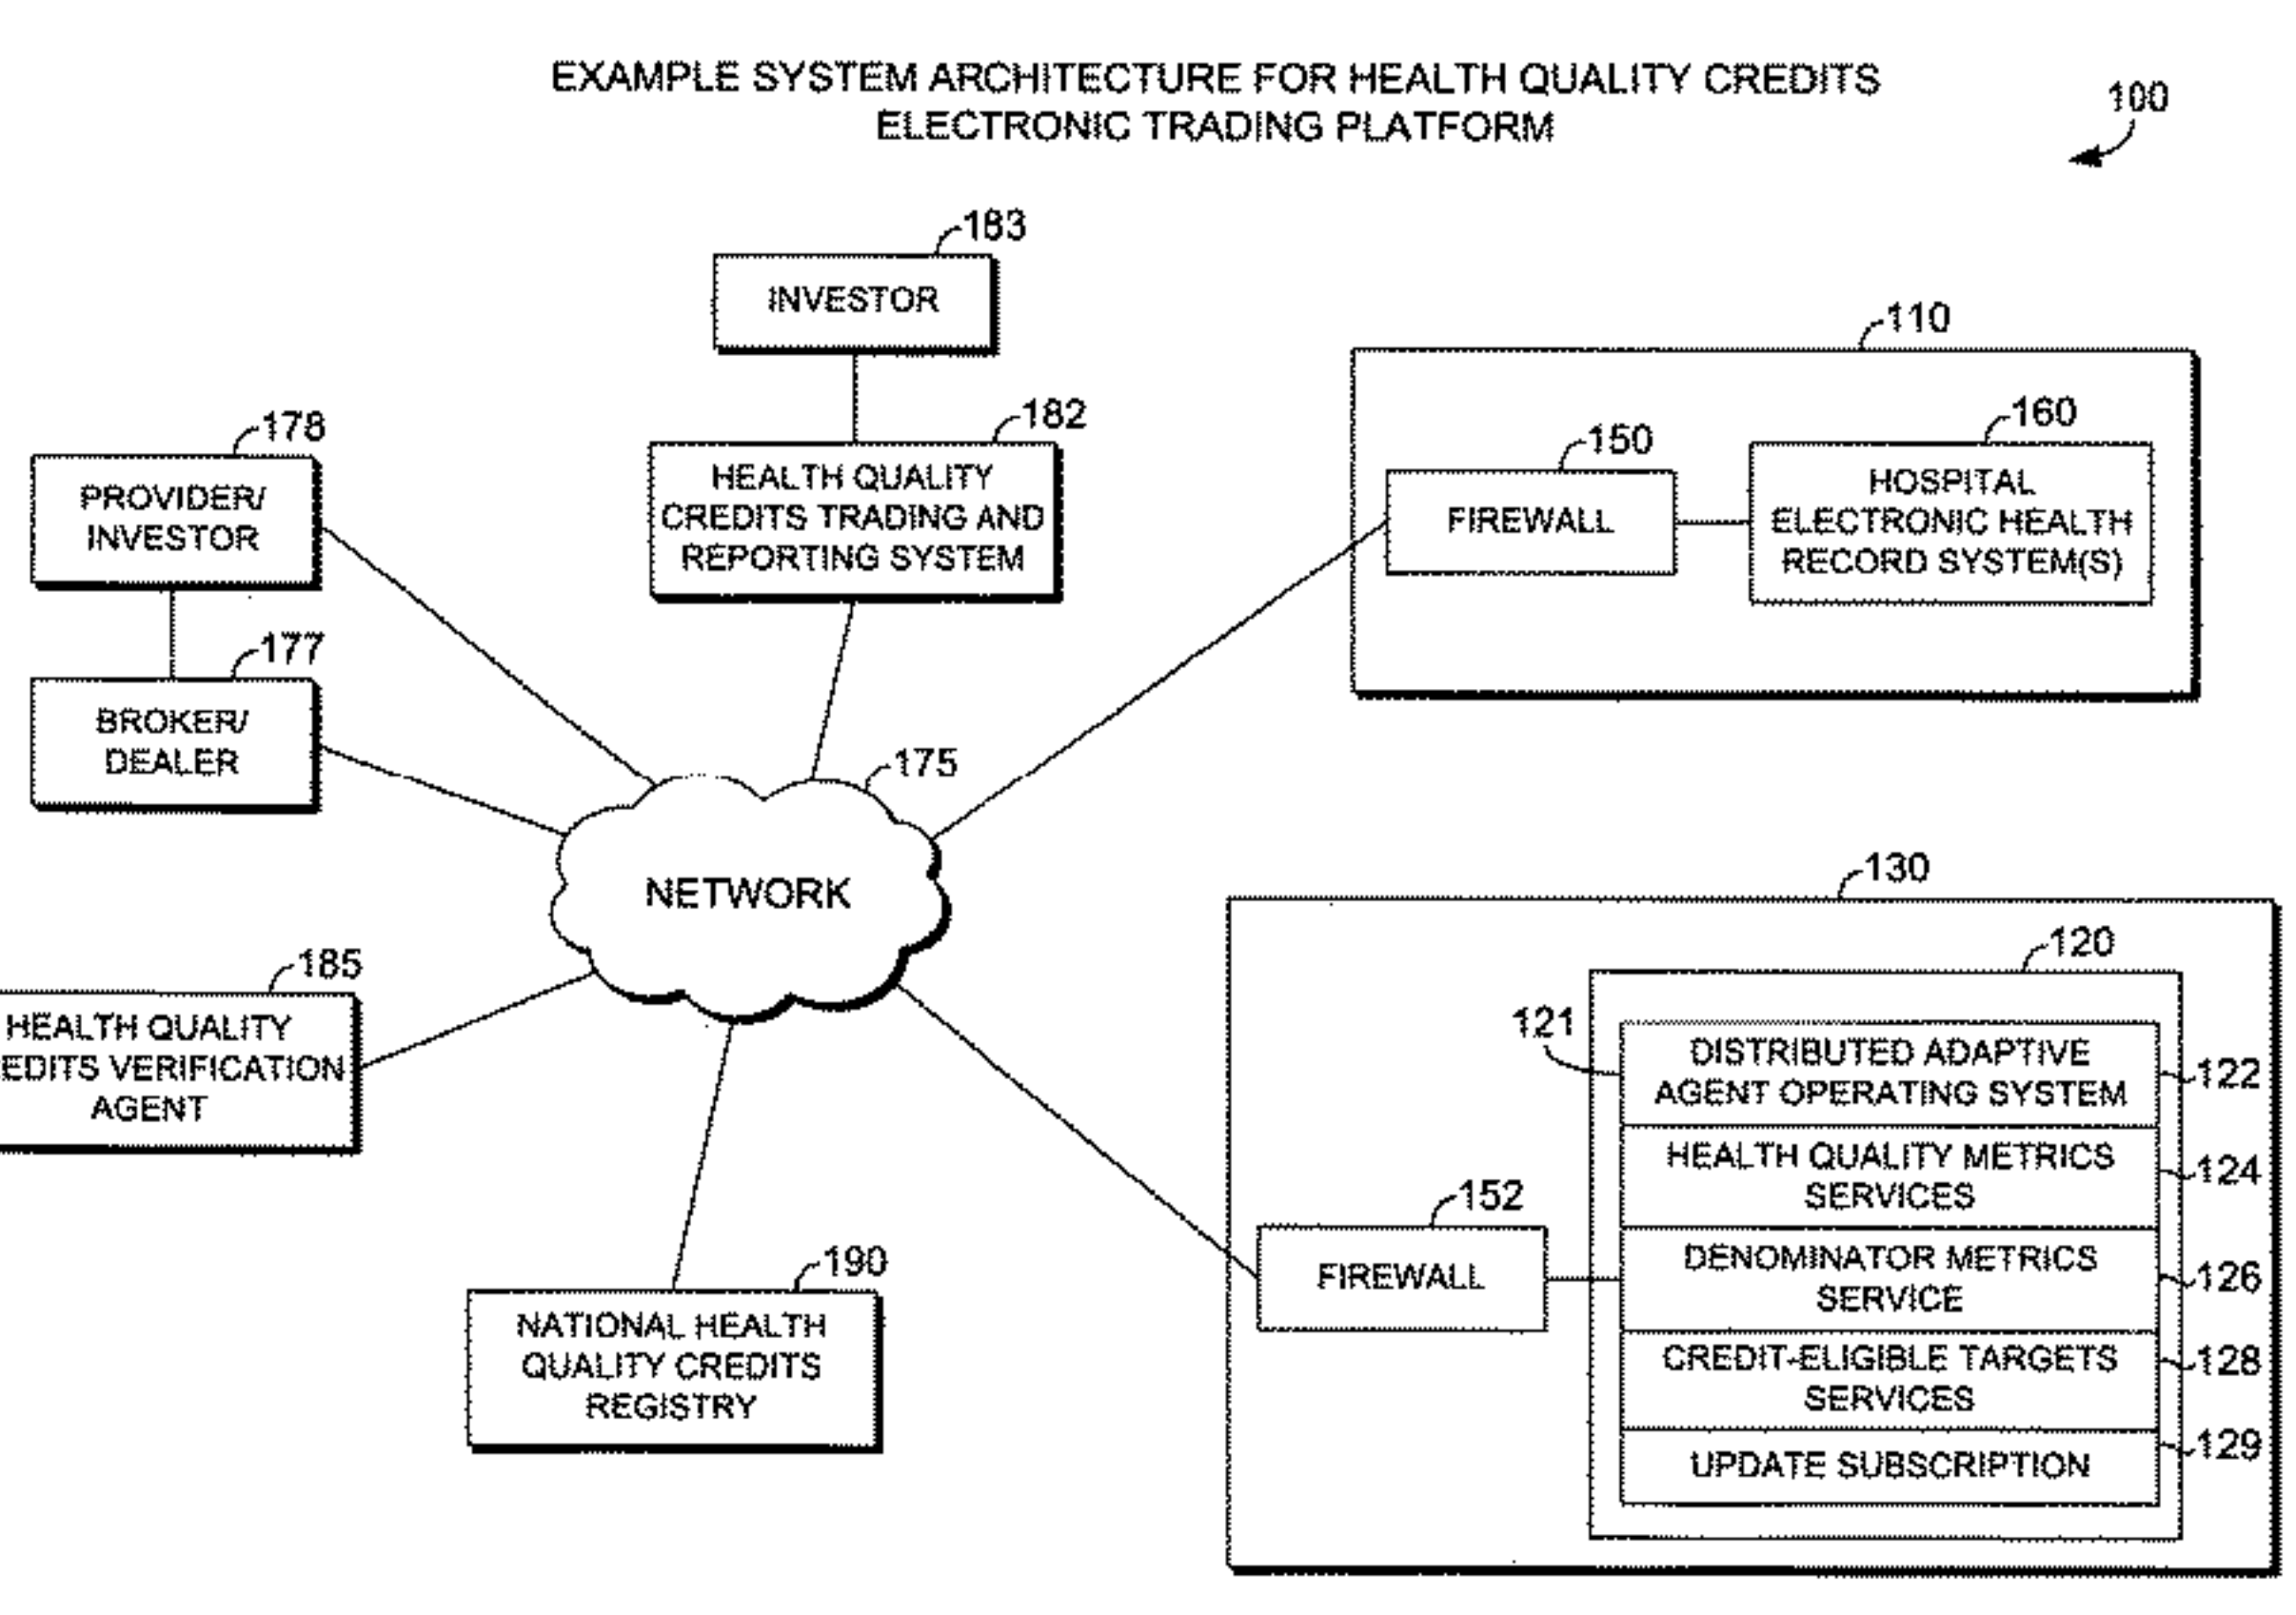 EXAMPLE SYSTEM ARCHITECTURE FOR HEALTH QUALITY CREDITS
ELECTRONIC TRADING PLATFORM
100
183
INVESTOR
182
HEALTH QUALITY
CREDITS TRADING AND
REPORTING SYSTEM
178
PROVIDER/
INVESTOR
177
BROKER/
DEALER
110
150
FIREWALL
160
HOSPITAL
ELECTRONIC HEALTH
RECORD SYSTEM(S)
175
NETWORK
185
HEALTH QUALITY
EDITS VERIFICATION
AGENT
190
NATIONAL HEALTH
QUALITY CREDITS
REGISTRY
130
152
FIREWALL
120
121
DISTRIBUTED ADAPTIVE
AGENT OPERATING SYSTEM
122
HEALTH QUALITY METRICS
SERVICES
124
DENOMINATOR METRICS
SERVICE
126
CREDIT-ELIGIBLE TARGETS
SERVICES
128
UPDATE SUBSCRIPTION
129